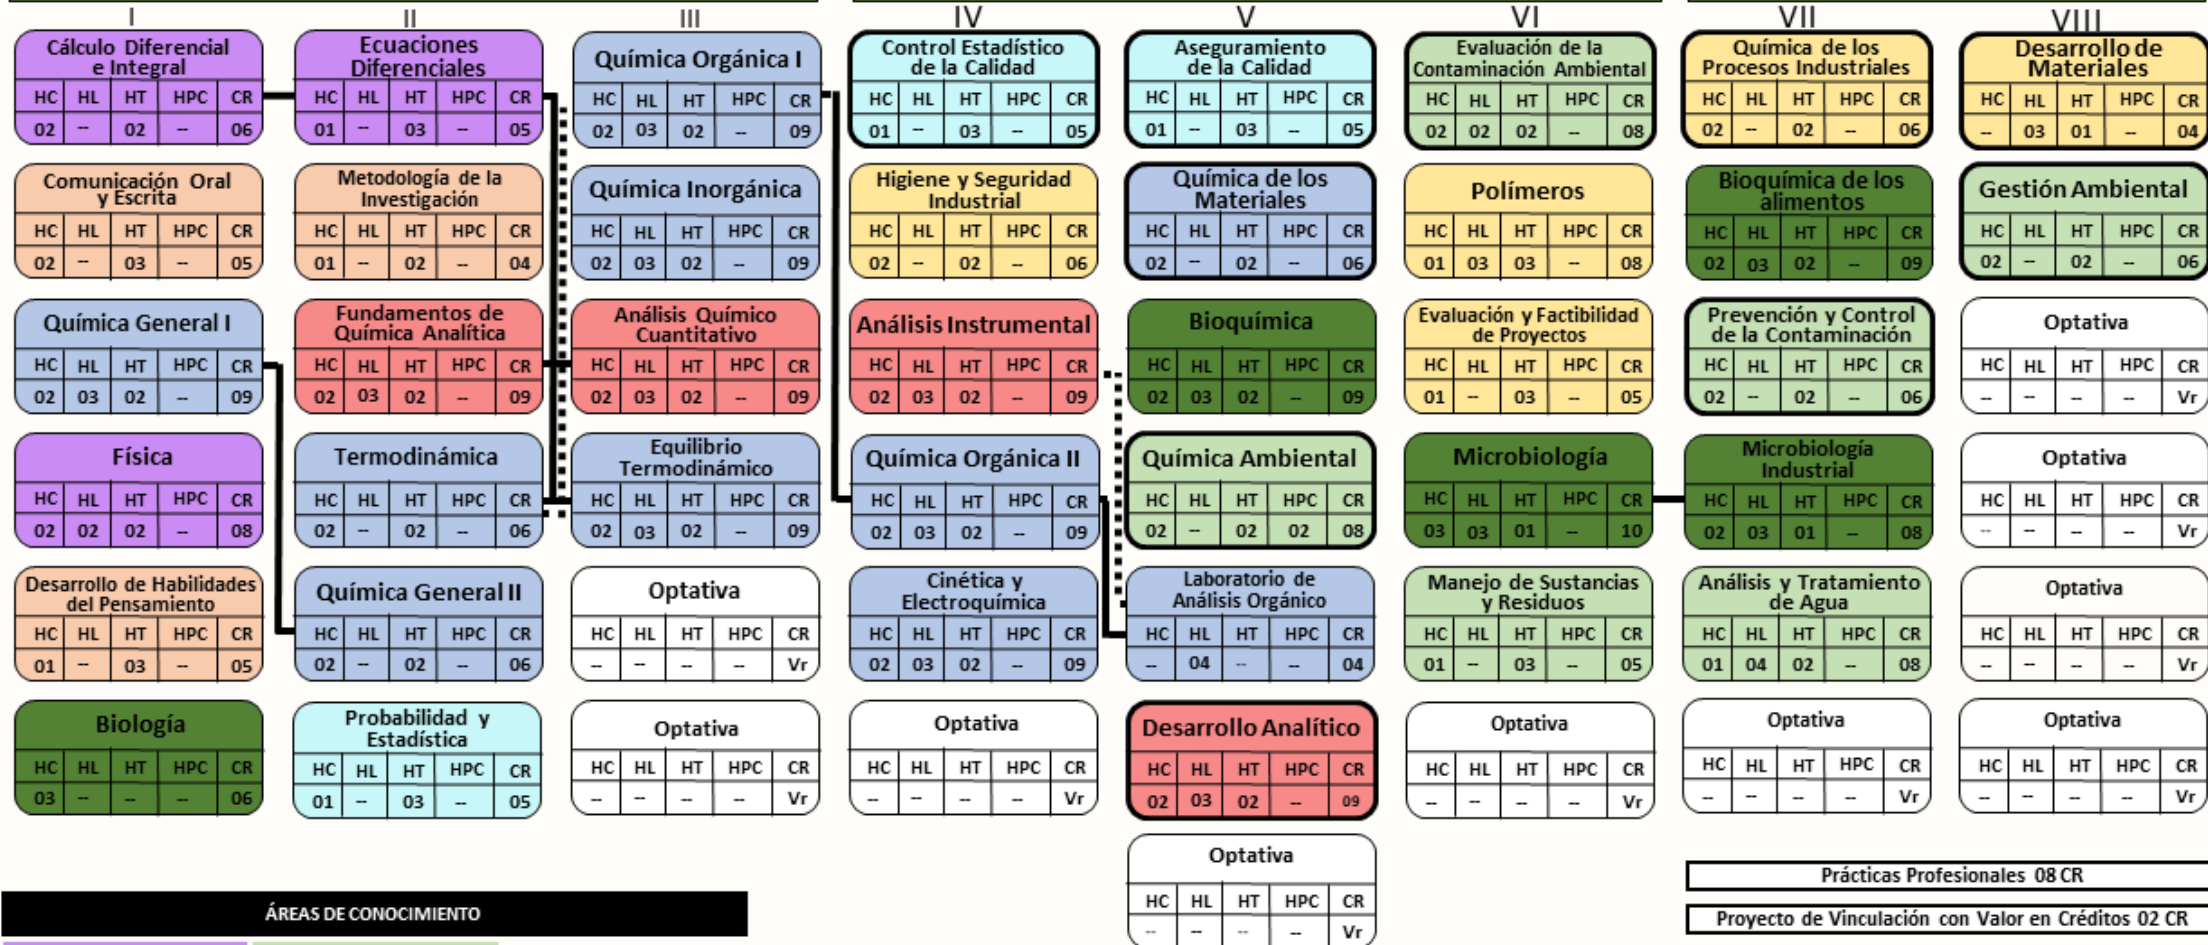 I II III IV V VI VII VIII
Cálculo Diferencial
e Integral
HC HL HT HPC CR
02 -- 02 -- 06
Ecuaciones
Diferenciales
HC HL HT HPC CR
01 -- 03 -- 05
Química Orgánica I
HC HL HT HPC CR
02 03 02 -- 09
Control Estadístico
de la Calidad
HC HL HT HPC CR
01 -- 03 -- 05
Aseguramiento
de la Calidad
HC HL HT HPC CR
01 -- 03 -- 05
Evaluación de la
Contaminación Ambiental
HC HL HT HPC CR
02 02 02 -- 08
Química de los
Procesos Industriales
HC HL HT HPC CR
02 -- 02 -- 06
Desarrollo de
Materiales
HC HL HT HPC CR
-- 03 01 -- 04
Comunicación Oral
y Escrita
HC HL HT HPC CR
02 -- 03 -- 05
Metodología de la
Investigación
HC HL HT HPC CR
01 -- 02 -- 04
Química Inorgánica
HC HL HT HPC CR
02 03 02 -- 09
Higiene y Seguridad
Industrial
HC HL HT HPC CR
02 -- 02 -- 06
Química de los
Materiales
HC HL HT HPC CR
02 -- 02 -- 06
Polímeros
HC HL HT HPC CR
01 03 03 -- 08
Bioquímica de los
alimentos
HC HL HT HPC CR
02 03 02 -- 09
Gestión Ambiental
HC HL HT HPC CR
02 -- 02 -- 06
Química General I
HC HL HT HPC CR
02 03 02 -- 09
Fundamentos de
Química Analítica
HC HL HT HPC CR
02 03 02 -- 09
Análisis Químico
Cuantitativo
HC HL HT HPC CR
02 03 02 -- 09
Análisis Instrumental
HC HL HT HPC CR
02 03 02 -- 09
Bioquímica
HC HL HT HPC CR
02 03 02 -- 09
Evaluación y Factibilidad
de Proyectos
HC HL HT HPC CR
01 -- 03 -- 05
Prevención y Control
de la Contaminación
HC HL HT HPC CR
02 -- 02 -- 06
Optativa
HC HL HT HPC CR
-- -- -- -- Vr
Física
HC HL HT HPC CR
02 02 02 -- 08
Termodinámica
HC HL HT HPC CR
02 -- 02 -- 06
Equilibrio
Termodinámico
HC HL HT HPC CR
02 03 02 -- 09
Química Orgánica II
HC HL HT HPC CR
02 03 02 -- 09
Química Ambiental
HC HL HT HPC CR
02 -- 02 02 08
Microbiología
HC HL HT HPC CR
03 03 01 -- 10
Microbiología
Industrial
HC HL HT HPC CR
02 03 01 -- 08
Optativa
HC HL HT HPC CR
-- -- -- -- Vr
Desarrollo de Habilidades
del Pensamiento
HC HL HT HPC CR
01 -- 03 -- 05
Química General II
HC HL HT HPC CR
02 -- 02 -- 06
Optativa
HC HL HT HPC CR
-- -- -- -- Vr
Cinética y
Electroquímica
HC HL HT HPC CR
02 03 02 -- 09
Laboratorio de
Análisis Orgánico
HC HL HT HPC CR
-- 04 -- -- 04
Manejo de Sustancias
y Residuos
HC HL HT HPC CR
01 -- 03 -- 05
Análisis y Tratamiento
de Agua
HC HL HT HPC CR
01 04 02 -- 08
Optativa
HC HL HT HPC CR
-- -- -- -- Vr
Biología
HC HL HT HPC CR
03 -- -- -- 06
Probabilidad y
Estadística
HC HL HT HPC CR
01 -- 03 -- 05
Optativa
HC HL HT HPC CR
-- -- -- -- Vr
Optativa
HC HL HT HPC CR
-- -- -- -- Vr
Desarrollo Analítico
HC HL HT HPC CR
02 03 02 -- 09
Optativa
HC HL HT HPC CR
-- -- -- -- Vr
Optativa
HC HL HT HPC CR
-- -- -- -- Vr
Optativa
HC HL HT HPC CR
-- -- -- -- Vr
Optativa
HC HL HT HPC CR
-- -- -- -- Vr
Prácticas Profesionales 08 CR
Proyecto de Vinculación con Valor en Créditos 02 CR
ÁREAS DE CONOCIMIENTO